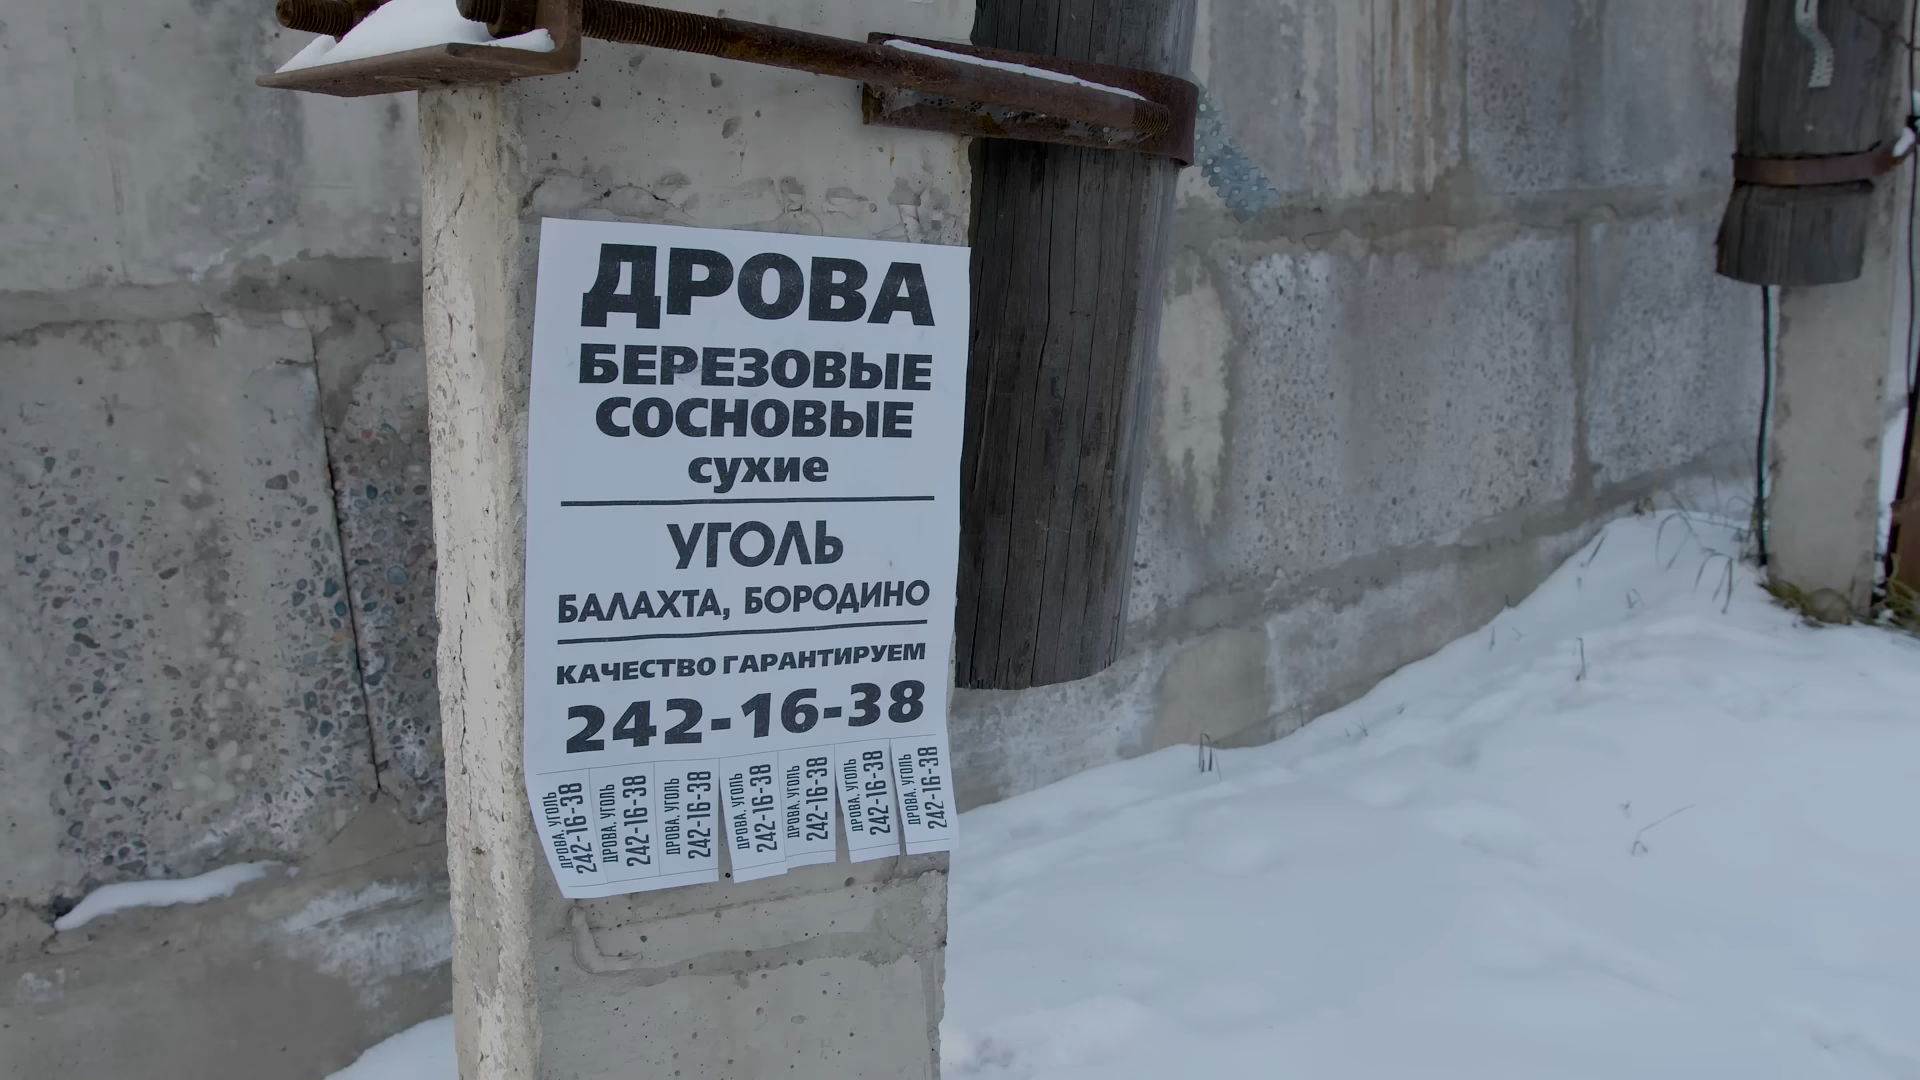 ДРОВА
БЕРЕЗОВЫЕ
СОСНОВЫЕ
сухие
УГОЛЬ
БАЛАХТА, БОРОДИНО
КАЧЕСТВО ГАРАНТИРУЕМ
242-16-38
ДРОВА, УГОЛЬ
242-16-38
ДРОВА, УГОЛЬ
242-16-38
ДРОВА, УГОЛЬ
242-16-38
ДРОВА, УГОЛЬ
242-16-38
ДРОВА, УГОЛЬ
242-16-38
ДРОВА, УГОЛЬ
242-16-38
ДРОВА, УГОЛЬ
242-16-38